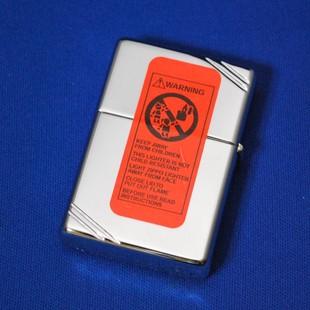 WARNING
KEEP AWAY
FROM CHILDREN
THIS LIGHTER IS NOT
CHILD RESISTANT
LIGHT ZIPPO LIGHTER
AWAY FROM FACE
CLOSE LID TO
PUT OUT FLAME
BEFORE USE READ
INSTRUCTIONS